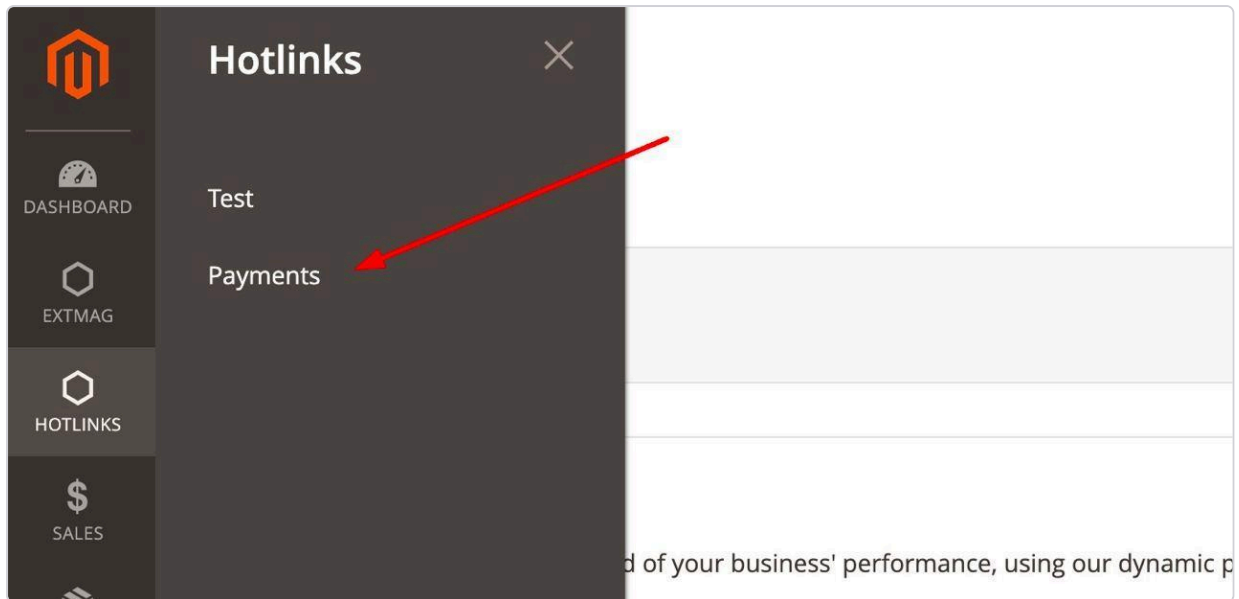 Hotlinks
DASHBOARD
Test
EXTMAG
Payments
HOTLINKS
SALES
d of your business' performance, using our dynamic p